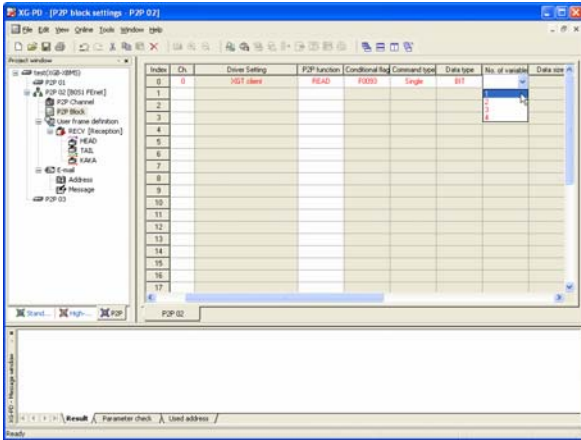 XG-PD - [P2P block settings - P2P 02]
File Edit View Online Tools Window Help
Project window
test(XGB-XBMS)
P2P 01
P2P 02 [B0S1 FEnet]
P2P Channel
P2P Block
User frame definition
RECV [Reception]
HEAD
TAIL
KAKA
E-mail
Address
Message
P2P 03
Stand... High-... P2P
Index Ch. Driver Setting P2P function Conditional flag Command type Data type No. of variable Data size
0 0 XGT client READ F0093 Single BIT
1 1
2 2
3 3
4 4
5
6
7
8
9
10
11
12
13
14
15
16
17
P2P 02
XG-PD - Message window
Result Parameter check Used address
Ready